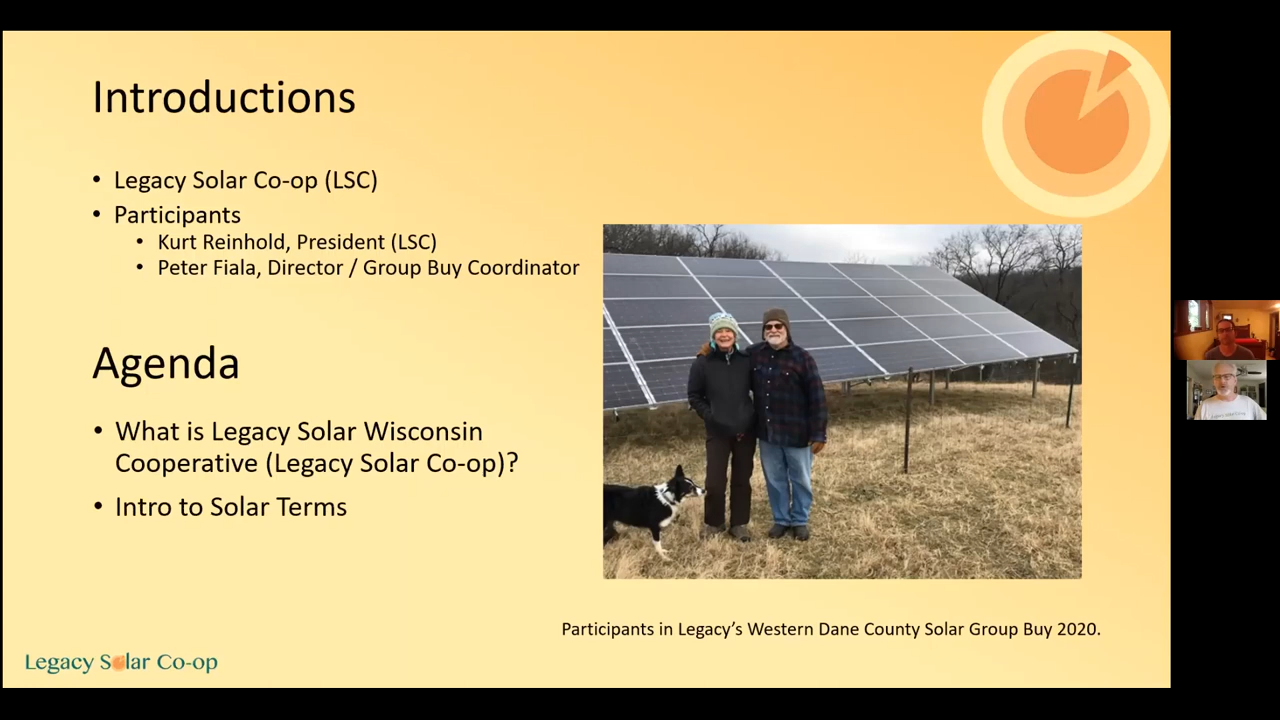 Introductions
• Legacy Solar Co-op (LSC)
• Participants
• Kurt Reinhold, President (LSC)
• Peter Fiala, Director / Group Buy Coordinator
Agenda
• What is Legacy Solar Wisconsin
Cooperative (Legacy Solar Co-op)?
• Intro to Solar Terms
Participants in Legacy’s Western Dane County Solar Group Buy 2020.
Legacy Solar Co-op